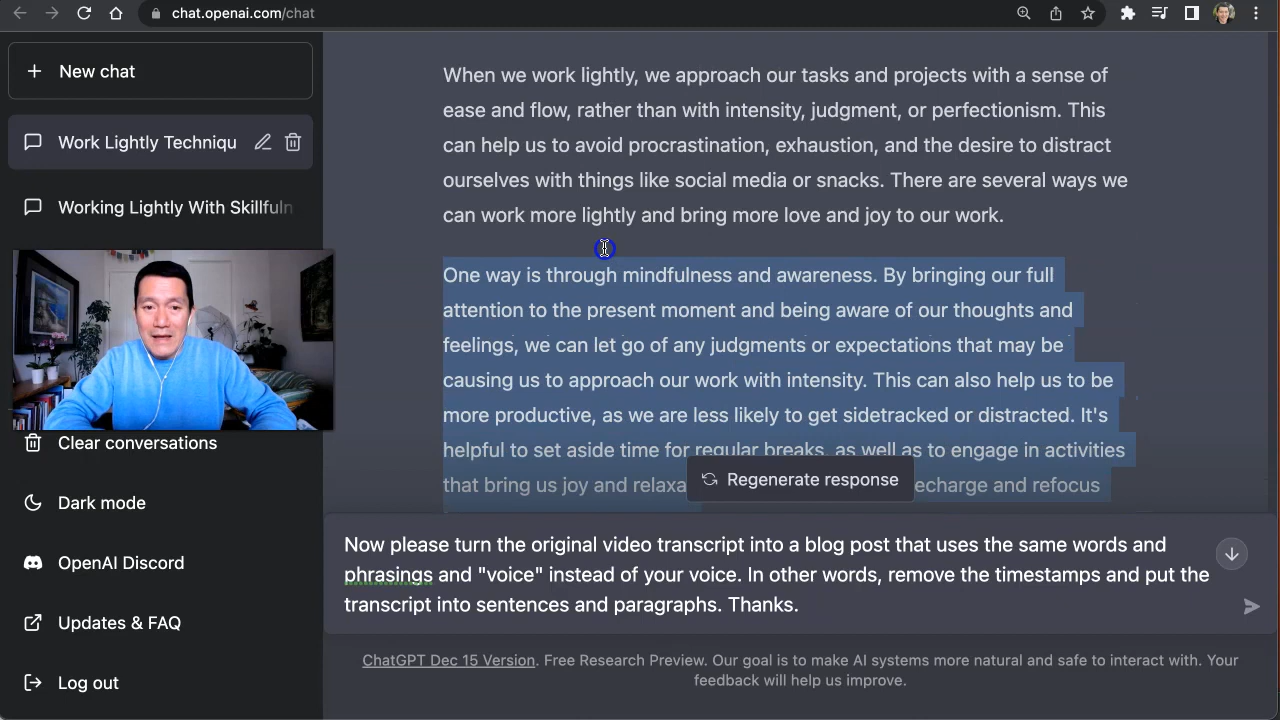 chat.openai.com/chat
New chat
Work Lightly Techniqu
Working Lightly With Skillfuln
Clear conversations
Dark mode
OpenAI Discord
Updates & FAQ
Log out
When we work lightly, we approach our tasks and projects with a sense of
ease and flow, rather than with intensity, judgment, or perfectionism. This
can help us to avoid procrastination, exhaustion, and the desire to distract
ourselves with things like social media or snacks. There are several ways we
can work more lightly and bring more love and joy to our work.
One way is through mindfulness and awareness. By bringing our full
attention to the present moment and being aware of our thoughts and
feelings, we can let go of any judgments or expectations that may be
causing us to approach our work with intensity. This can also help us to be
more productive, as we are less likely to get sidetracked or distracted. It's
helpful to set aside time for regular breaks, as well as to engage in activities
that bring us joy and relaxa echarge and refocus
Regenerate response
Now please turn the original video transcript into a blog post that uses the same words and
phrasings and "voice" instead of your voice. In other words, remove the timestamps and put the
transcript into sentences and paragraphs. Thanks.
ChatGPT Dec 15 Version. Free Research Preview. Our goal is to make AI systems more natural and safe to interact with. Your
feedback will help us improve.